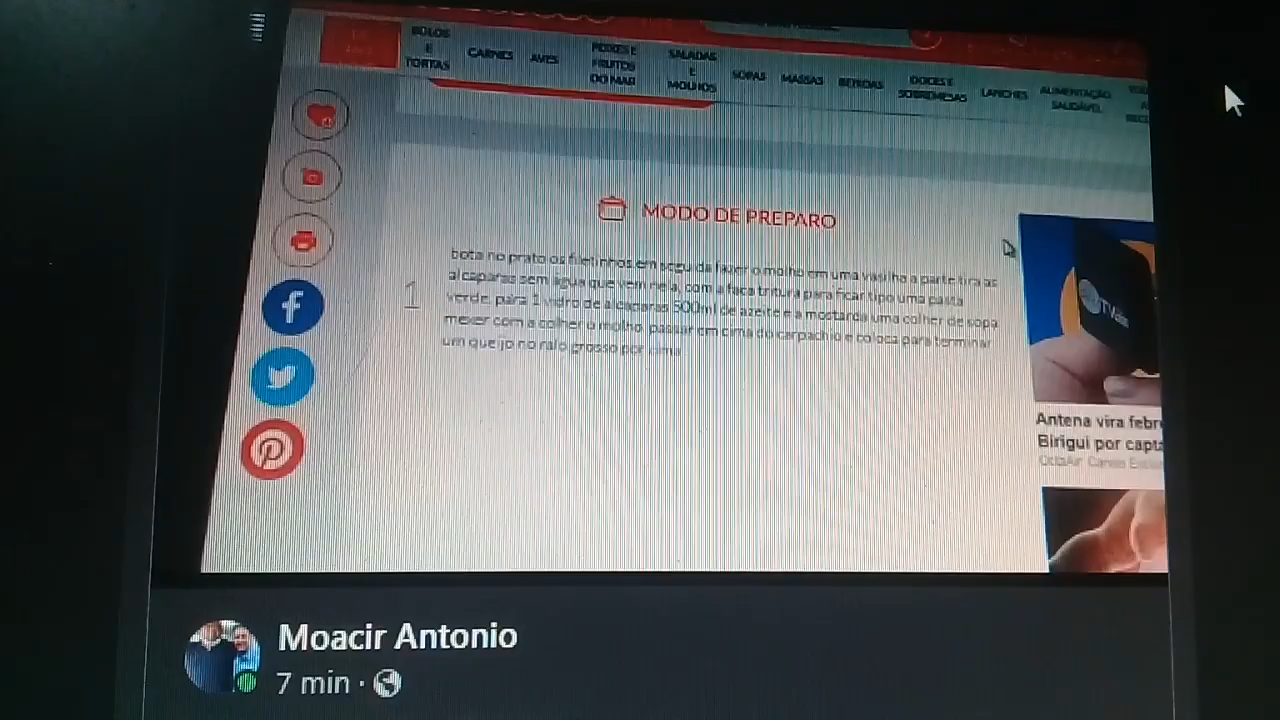 BOLOS E TORTAS
CARNES
AVES
PEIXES E FRUTOS DO MAR
SALADAS E MOLHOS
SOPAS
MASSAS
BEBIDAS
DOCES E SOBREMESAS
LANCHES
ALIMENTAÇÃO SAUDÁVEL
MODO DE PREPARO
1
bota no prato os filetinhos em seguida fazer o molho em uma vasilha a parte tira as
alcaparas sem água que vem nela, com a faca tritura para ficar tipo uma pasta
verde, para 1 vidro de alcaparas 500ml de azeite e a mostarda uma colher de sopa
mexer com a colher o molho, passar em cima do carpachio e coloca para terminar
um queijo no ralo grosso por cima
Antena vira febr
Birigui por capta
Moacir Antonio
7 min ·